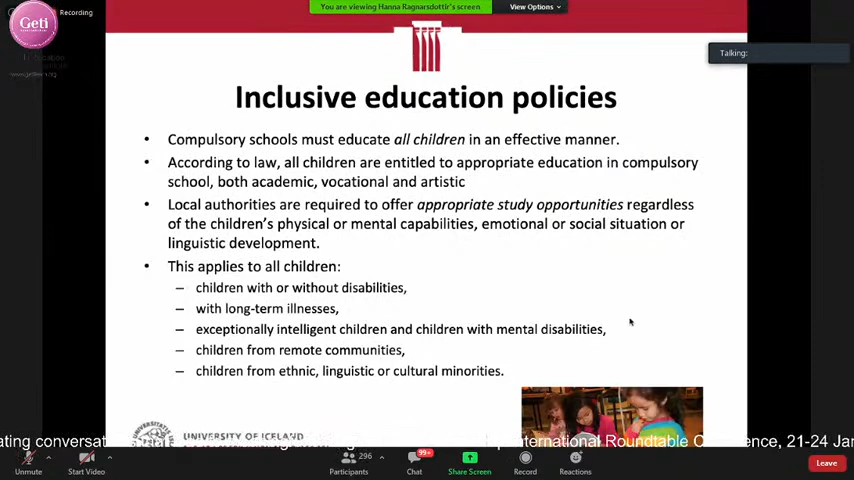 Geti
Recording
You are viewing Hanna Ragnarsdottir's screen
View Options
Talking:
Inclusive education policies
• Compulsory schools must educate all children in an effective manner.
• According to law, all children are entitled to appropriate education in compulsory
school, both academic, vocational and artistic
• Local authorities are required to offer appropriate study opportunities regardless
of the children's physical or mental capabilities, emotional or social situation or
linguistic development.
• This applies to all children:
– children with or without disabilities,
– with long-term illnesses,
– exceptionally intelligent children and children with mental disabilities,
– children from remote communities,
– children from ethnic, linguistic or cultural minorities.
UNIVERSITY OF ICELAND
ating conversat
International Roundtable C
ence, 21-24 Jan
Unmute
Start Video
296
Participants
99+
Chat
Share Screen
Record
Reactions
Leave